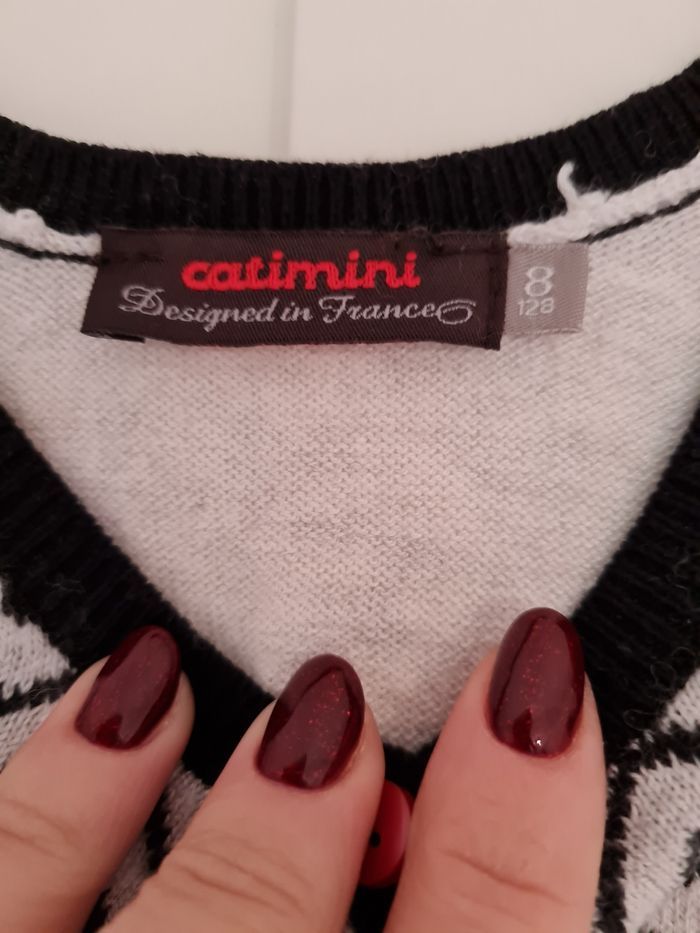 catimini
Designed in France
8
128